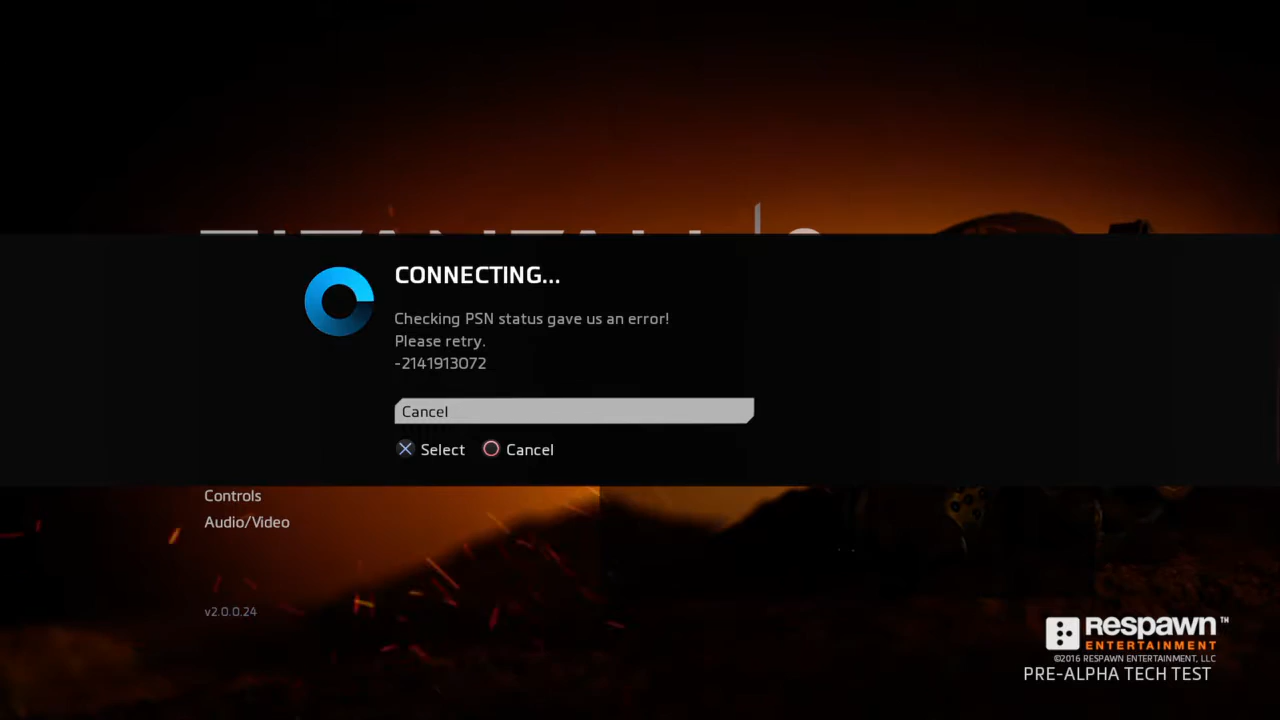 CONNECTING...
Checking PSN status gave us an error!
Please retry.
-2141913072
Cancel
Select Cancel
Controls
Audio/Video
v2.0.0.24
Respawn™
ENTERTAINMENT
©2016 RESPAWN ENTERTAINMENT, LLC
PRE-ALPHA TECH TEST